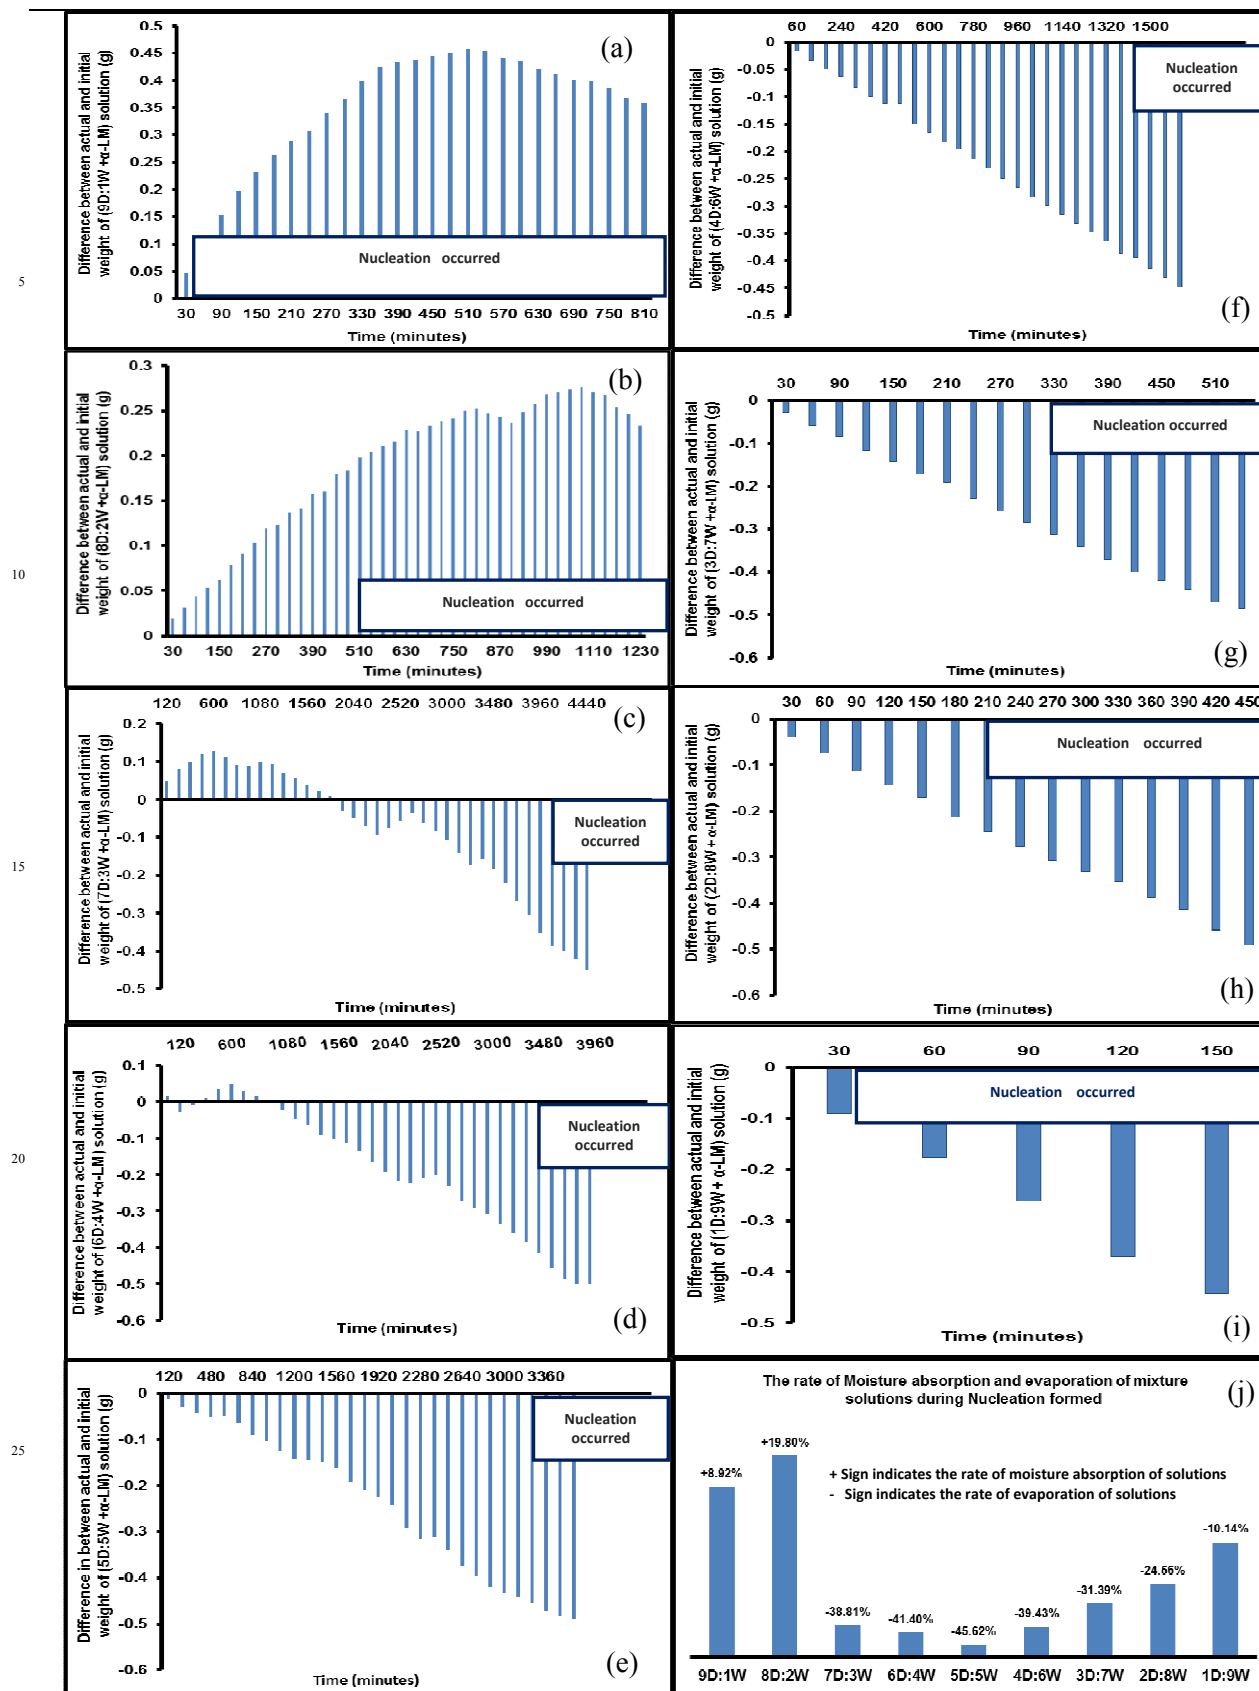 0.5
0.45
0.4
0.35
0.3
0.25
0.2
0.15
0.1
0.05
0
Difference between actual and initial
weight of (9D:1W +α-LM) solution (g)
(a)
Nucleation occurred
30 90 150 210 270 330 390 450 510 570 630 690 750 810
Time (minutes)
5
0.3
0.25
0.2
0.15
0.1
0.05
0
Difference between actual and initial
weight of (8D:2W +α-LM) solution (g)
(b)
Nucleation occurred
30 150 270 390 510 630 750 870 990 1110 1230
Time (minutes)
10
120 600 1080 1560 2040 2520 3000 3480 3960 4440
0.2
0.1
0
-0.1
-0.2
-0.3
-0.4
-0.5
Difference between actual and initial
weight of (7D:3W +α-LM) solution (g)
(c)
Nucleation
occurred
Time (minutes)
15
120 600 1080 1560 2040 2520 3000 3480 3960
0.1
0
-0.1
-0.2
-0.3
-0.4
-0.5
-0.6
Difference between actual and initial
weight of (6D:4W +α-LM) solution (g)
Nucleation
occurred
(d)
Time (minutes)
20
120 480 840 1200 1560 1920 2280 2640 3000 3360
0
-0.1
-0.2
-0.3
-0.4
-0.5
-0.6
Difference in between actual and initial
weight of (5D:5W +α-LM) solution (g)
Nucleation
occurred
(e)
Time (minutes)
25
60 240 420 600 780 960 1140 1320 1500
0
-0.05
-0.1
-0.15
-0.2
-0.25
-0.3
-0.35
-0.4
-0.45
-0.5
Difference between actual and initial
weight of (4D:6W +α-LM) solution (g)
Nucleation
occurred
(f)
Time (minutes)
30 90 150 210 270 330 390 450 510
0
-0.1
-0.2
-0.3
-0.4
-0.5
-0.6
Difference between actual and initial
weight of (3D:7W +α-LM) solution (g)
Nucleation occurred
(g)
Time (minutes)
30 60 90 120 150 180 210 240 270 300 330 360 390 420 450
0
-0.1
-0.2
-0.3
-0.4
-0.5
-0.6
Difference between actual and initial
weight of (2D:8W + α-LM) solution (g)
Nucleation occurred
(h)
Time (minutes)
30 60 90 120 150
0
-0.1
-0.2
-0.3
-0.4
-0.5
Difference between actual and initial
weight of (1D:9W + α-LM) solution (g)
Nucleation occurred
(i)
Time (minutes)
The rate of Moisture absorption and evaporation of mixture
solutions during Nucleation formed
(j)
+ Sign indicates the rate of moisture absorption of solutions
- Sign indicates the rate of evaporation of solutions
+8.92% +19.80% -38.81% -41.40% -45.62% -39.43% -31.39% -24.56% -10.14%
9D:1W 8D:2W 7D:3W 6D:4W 5D:5W 4D:6W 3D:7W 2D:8W 1D:9W